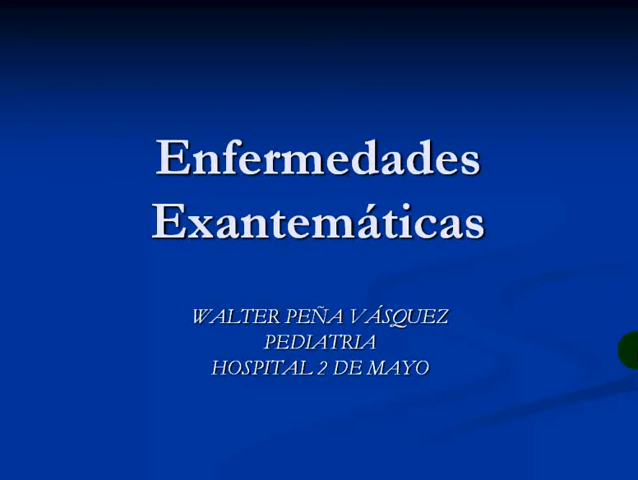 Enfermedades
Exantemáticas
WALTER PEÑA VÁSQUEZ
PEDIATRIA
HOSPITAL 2 DE MAYO